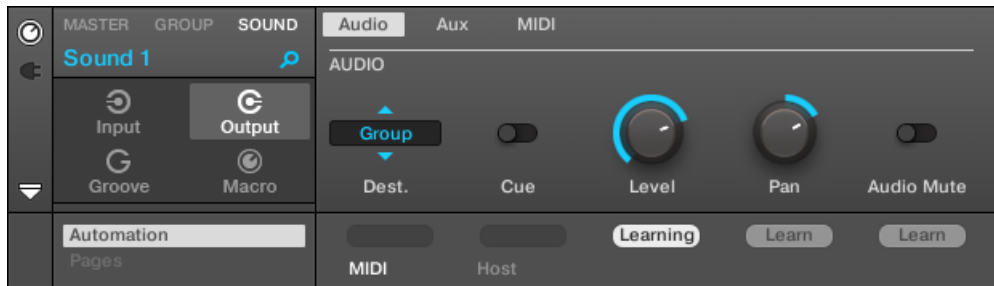 MASTER GROUP SOUND
Sound 1
Input Output
Groove Macro
Automation
Pages
Audio Aux MIDI
AUDIO
Group
Dest. Cue Level Pan Audio Mute
Learning Learn Learn
MIDI Host